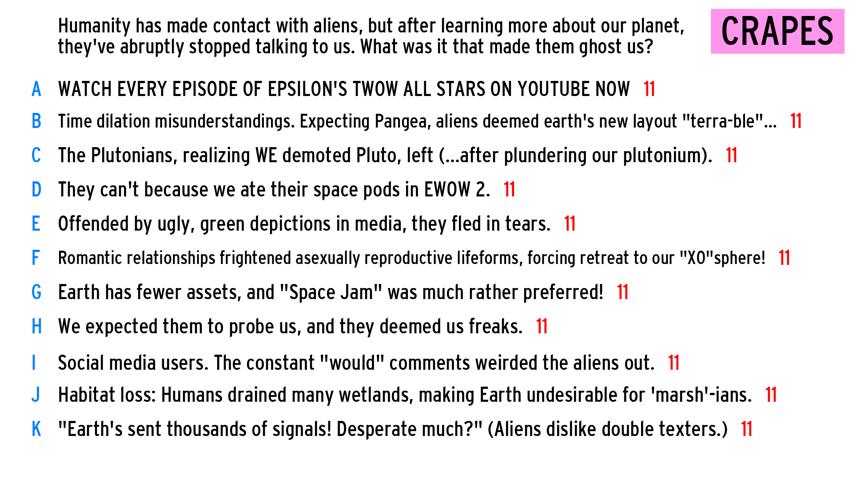 Humanity has made contact with aliens, but after learning more about our planet,
they've abruptly stopped talking to us. What was it that made them ghost us?
CRAPES
A WATCH EVERY EPISODE OF EPSILON'S TWOW ALL STARS ON YOUTUBE NOW 11
B Time dilation misunderstandings. Expecting Pangea, aliens deemed earth's new layout "terra-ble"... 11
C The Plutonians, realizing WE demoted Pluto, left (...after plundering our plutonium). 11
D They can't because we ate their space pods in EWOW 2. 11
E Offended by ugly, green depictions in media, they fled in tears. 11
F Romantic relationships frightened asexually reproductive lifeforms, forcing retreat to our "XO"sphere! 11
G Earth has fewer assets, and "Space Jam" was much rather preferred! 11
H We expected them to probe us, and they deemed us freaks. 11
I Social media users. The constant "would" comments weirded the aliens out. 11
J Habitat loss: Humans drained many wetlands, making Earth undesirable for 'marsh'-ians. 11
K "Earth's sent thousands of signals! Desperate much?" (Aliens dislike double texters.) 11